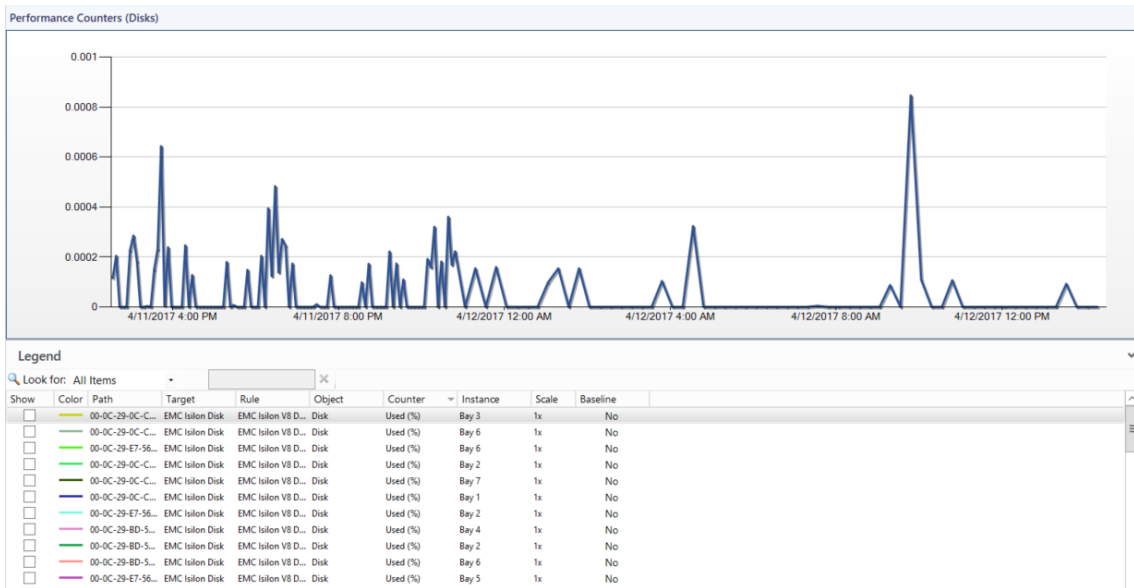 Performance Counters (Disks)
0.001
0.0008
0.0006
0.0004
0.0002
0
4/11/2017 4:00 PM 4/11/2017 8:00 PM 4/12/2017 12:00 AM 4/12/2017 4:00 AM 4/12/2017 8:00 AM 4/12/2017 12:00 PM
Legend
Look for: All Items
Show Color Path Target Rule Object Counter Instance Scale Baseline
00-0C-29-0C-C... EMC Isilon Disk EMC Isilon V8 D... Disk Used (%) Bay 3 1x No
00-0C-29-0C-C... EMC Isilon Disk EMC Isilon V8 D... Disk Used (%) Bay 6 1x No
00-0C-29-E7-56... EMC Isilon Disk EMC Isilon V8 D... Disk Used (%) Bay 6 1x No
00-0C-29-0C-C... EMC Isilon Disk EMC Isilon V8 D... Disk Used (%) Bay 2 1x No
00-0C-29-0C-C... EMC Isilon Disk EMC Isilon V8 D... Disk Used (%) Bay 7 1x No
00-0C-29-0C-C... EMC Isilon Disk EMC Isilon V8 D... Disk Used (%) Bay 1 1x No
00-0C-29-E7-56... EMC Isilon Disk EMC Isilon V8 D... Disk Used (%) Bay 2 1x No
00-0C-29-BD-5... EMC Isilon Disk EMC Isilon V8 D... Disk Used (%) Bay 4 1x No
00-0C-29-BD-5... EMC Isilon Disk EMC Isilon V8 D... Disk Used (%) Bay 2 1x No
00-0C-29-BD-5... EMC Isilon Disk EMC Isilon V8 D... Disk Used (%) Bay 6 1x No
00-0C-29-E7-56... EMC Isilon Disk EMC Isilon V8 D... Disk Used (%) Bay 5 1x No